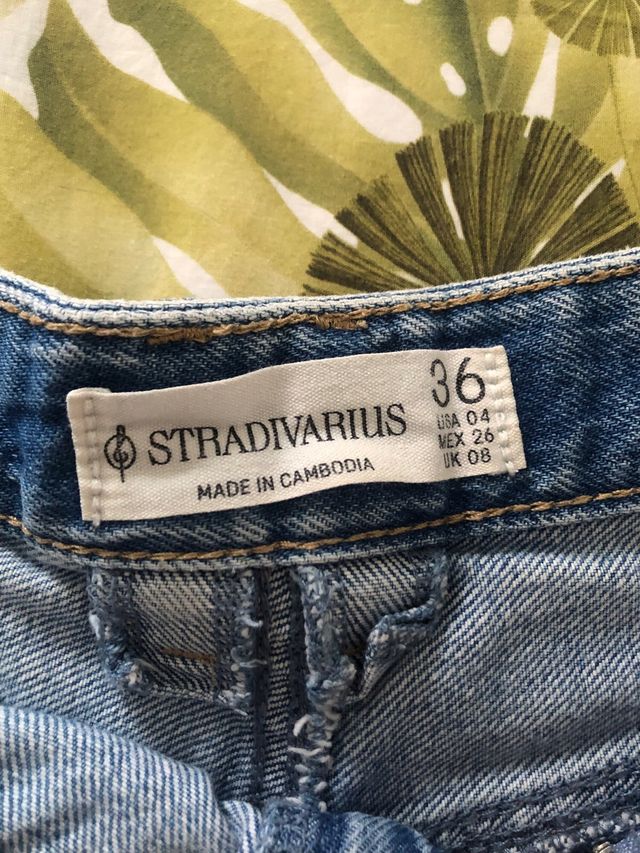 STRADIVARIUS
MADE IN CAMBODIA
36
USA 04
MEX 26
UK 08